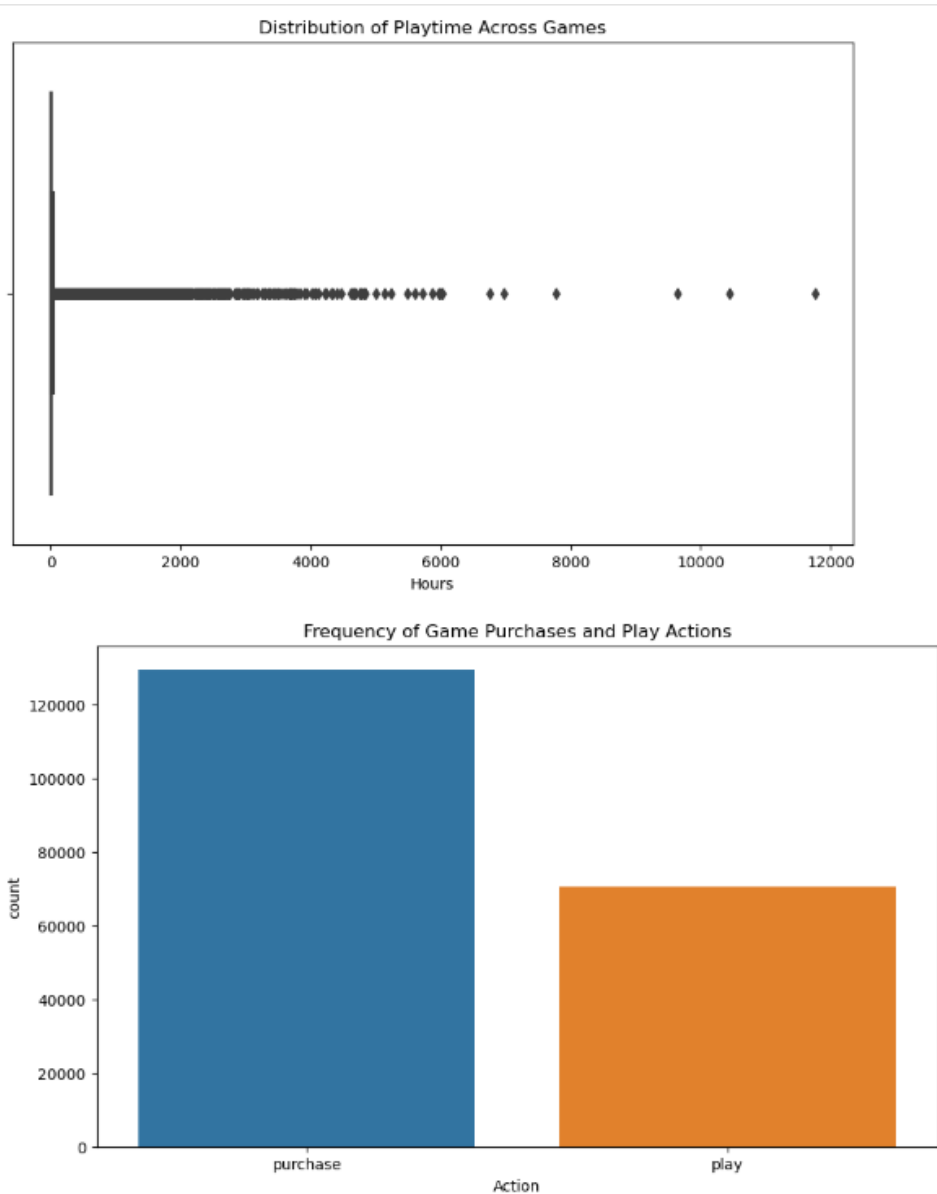 Distribution of Playtime Across Games
0 2000 4000 6000 8000 10000 12000
Hours
Frequency of Game Purchases and Play Actions
120000
100000
80000
60000
40000
20000
0
count
purchase play
Action